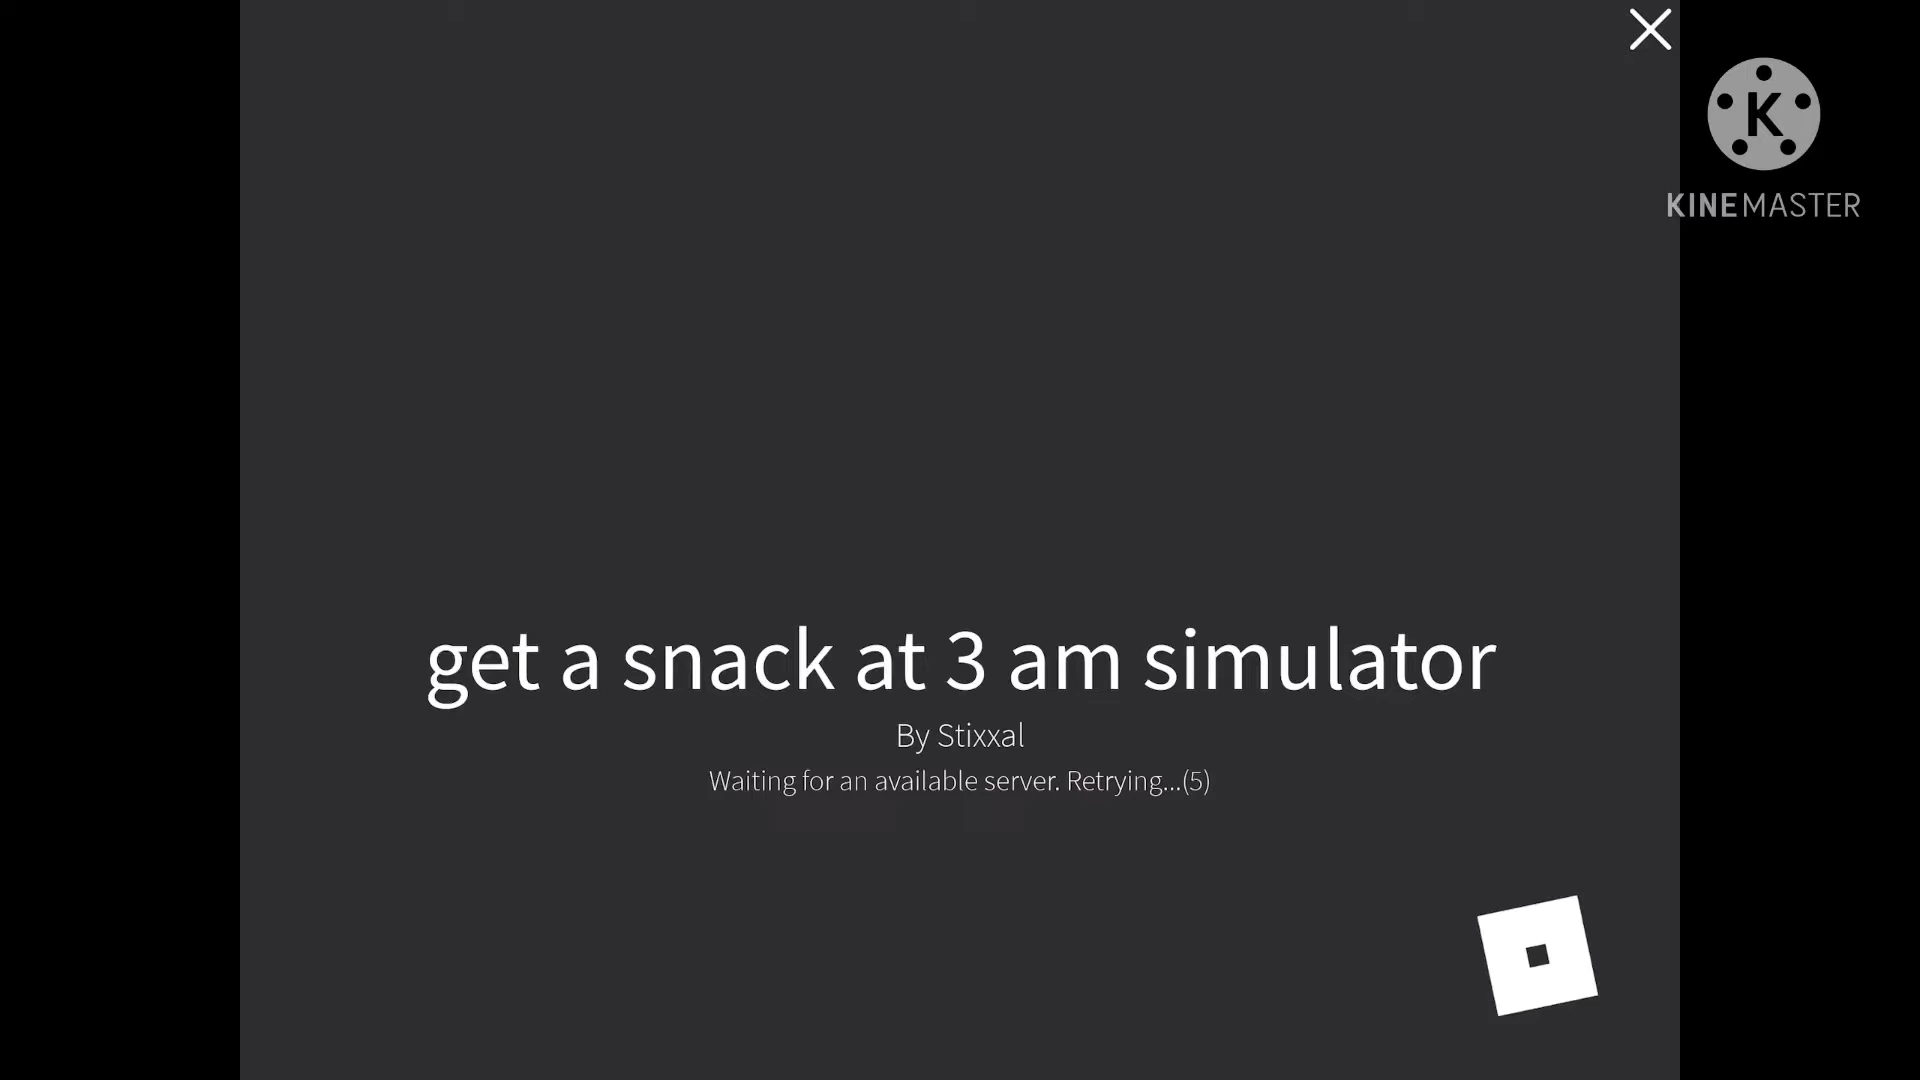 K
KINEMASTER
get a snack at 3 am simulator
By Stixxal
Waiting for an available server. Retrying...(5)